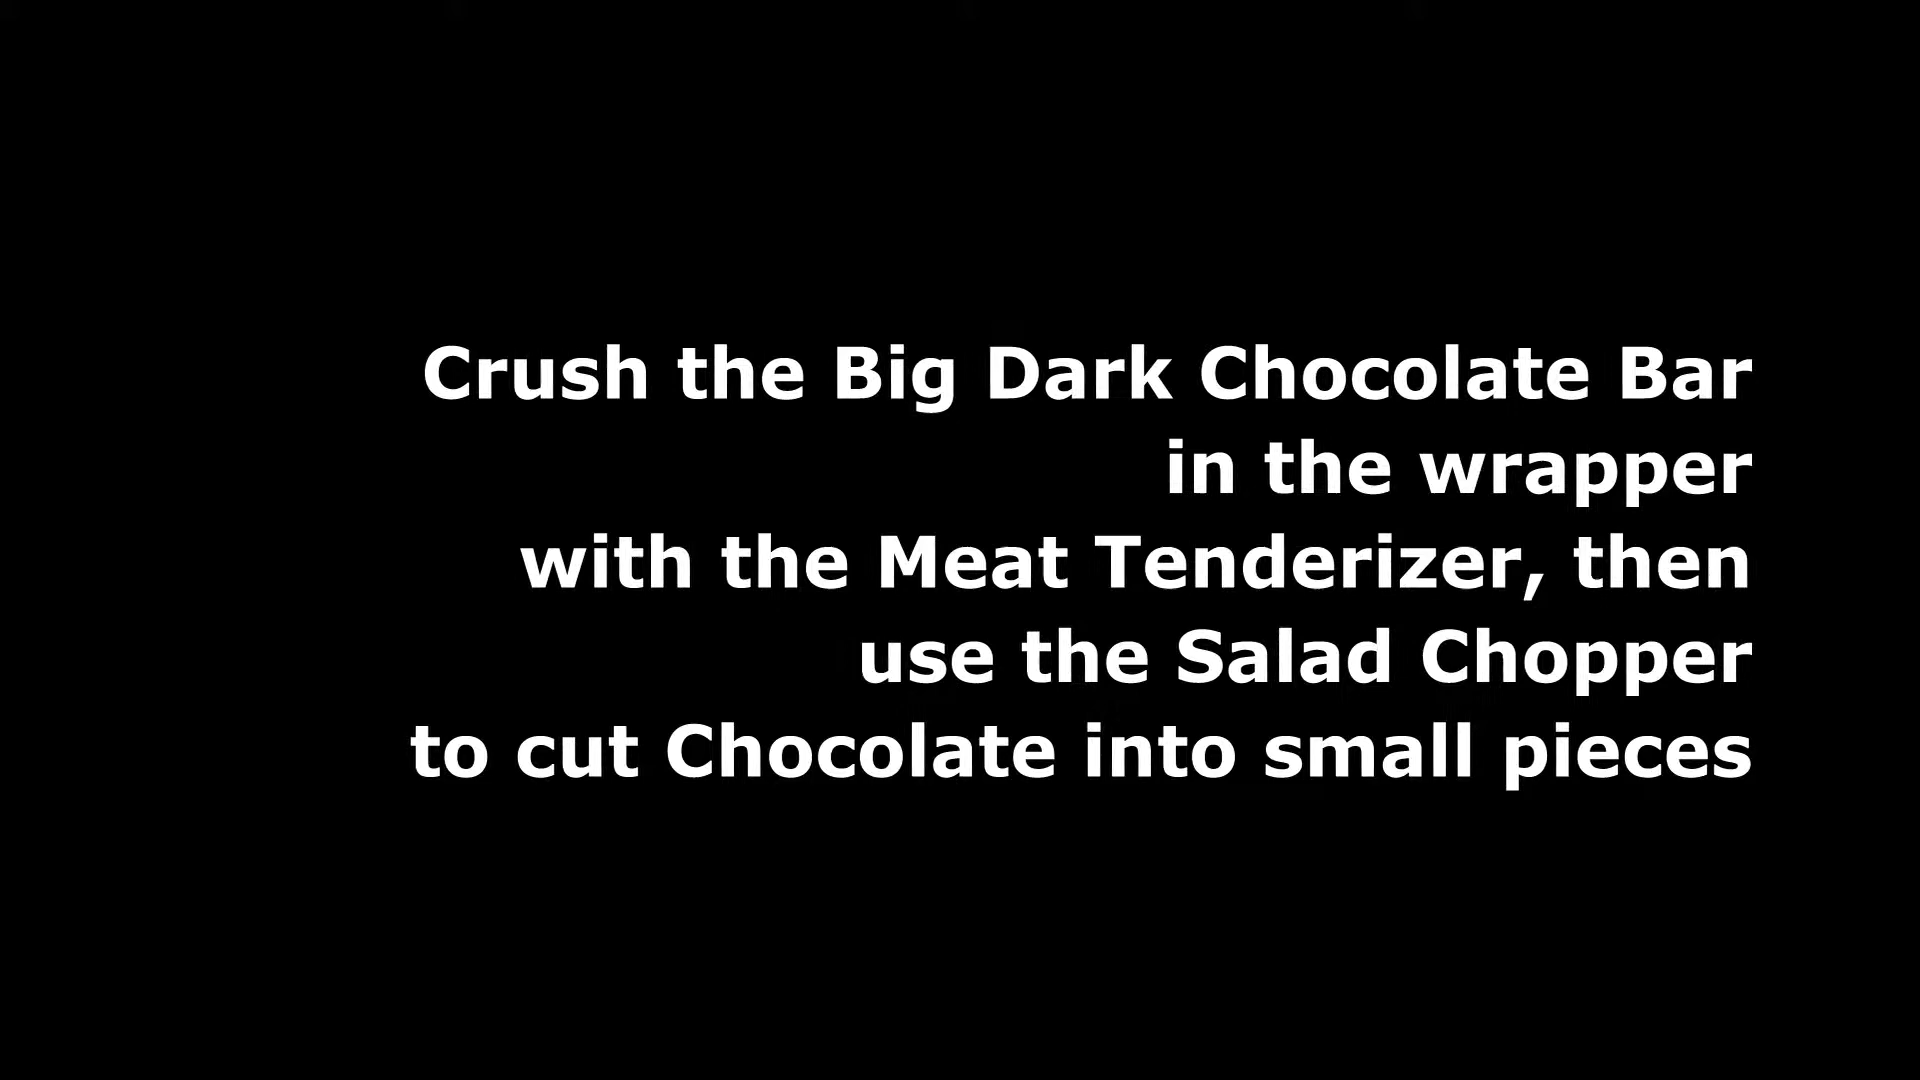 Crush the Big Dark Chocolate Bar
in the wrapper
with the Meat Tenderizer, then
use the Salad Chopper
to cut Chocolate into small pieces